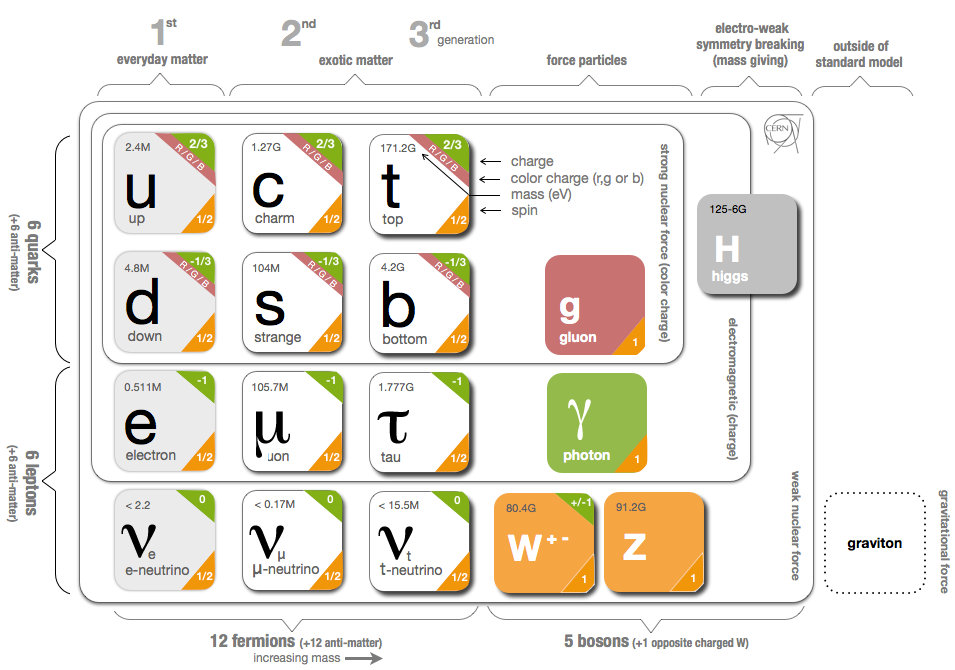 1st
2nd
3rd
generation
everyday matter
exotic matter
force particles
electro-weak
symmetry breaking
(mass giving)
outside of
standard model
CERN
6 quarks
(+6 anti-matter)
6 leptons
(+6 anti-matter)
2.4M
2/3
R/G/B
u
up
1/2
1.27G
2/3
R/G/B
c
charm
1/2
171.2G
2/3
R/G/B
t
top
1/2
charge
color charge (r,g or b)
mass (eV)
spin
4.8M
-1/3
R/G/B
d
down
1/2
104M
-1/3
R/G/B
s
strange
1/2
4.2G
-1/3
R/G/B
b
bottom
1/2
g
gluon
1
strong nuclear force (color charge)
125-6G
H
higgs
0.511M
-1
e
electron
1/2
105.7M
-1
μ
uon
1/2
1.777G
-1
τ
tau
1/2
γ
photon
1
electromagnetic (charge)
< 2.2
0
νe
e-neutrino
1/2
< 0.17M
0
νμ
μ-neutrino
1/2
< 15.5M
0
νt
t-neutrino
1/2
80.4G
+/-1
W+ -
1
91.2G
Z
1
weak nuclear force
graviton
gravitational force
12 fermions (+12 anti-matter)
increasing mass
5 bosons (+1 opposite charged W)